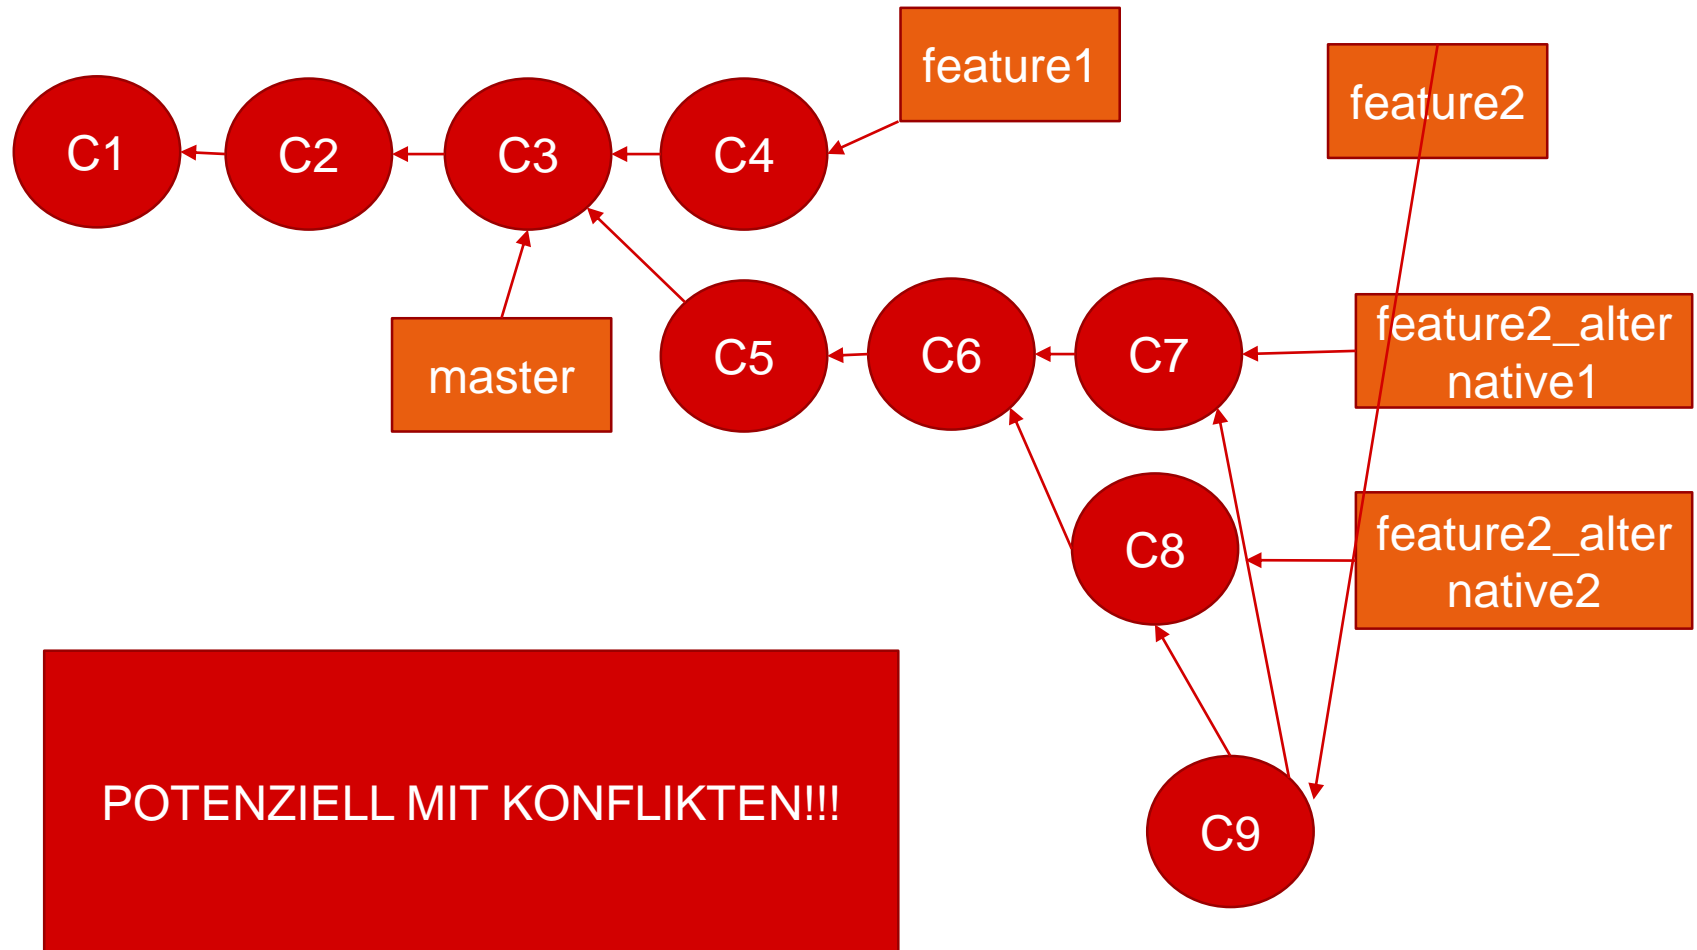 feature1
feature2
C1
C2
C3
C4
master
C5
C6
C7
feature2_alter
native1
C8
feature2_alter
native2
POTENZIELL MIT KONFLIKTEN!!!
C9